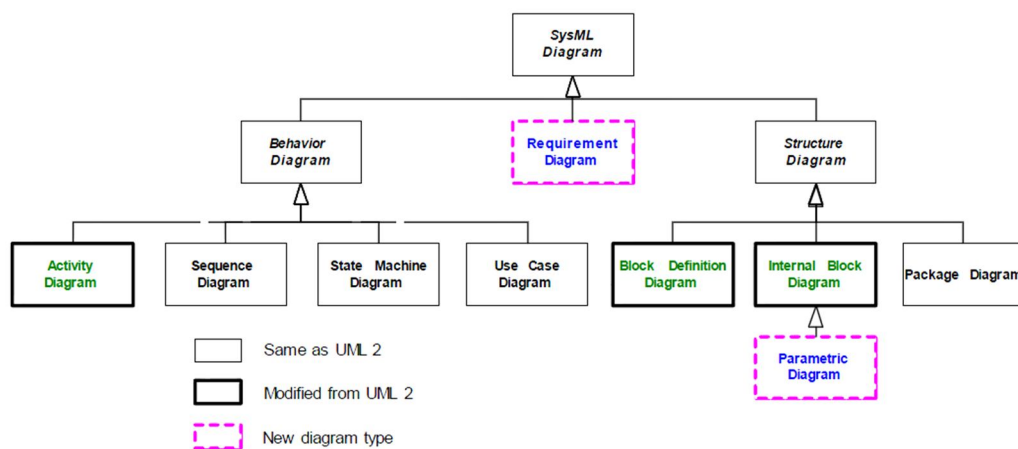 SysML
Diagram
Behavior
Diagram
Requirement
Diagram
Structure
Diagram
Activity
Diagram
Sequence
Diagram
State Machine
Diagram
Use Case
Diagram
Block Definition
Diagram
Internal Block
Diagram
Package Diagram
Parametric
Diagram
Same as UML 2
Modified from UML 2
New diagram type